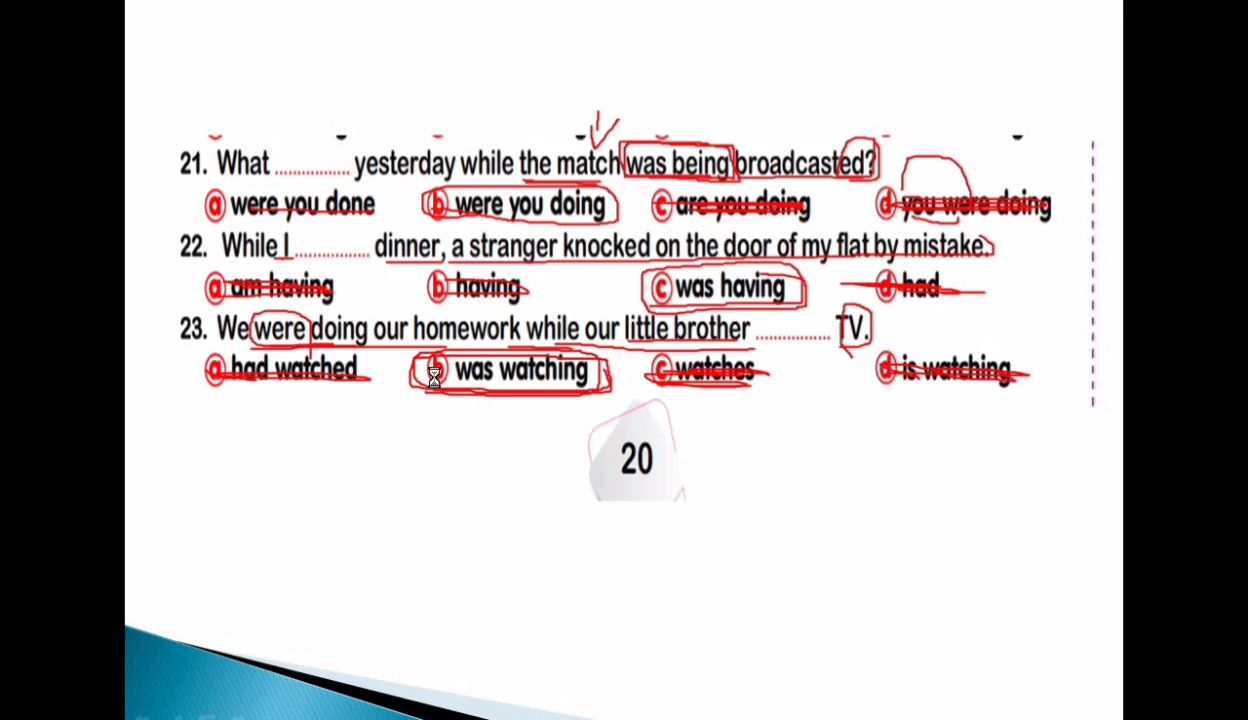 21. What ................ yesterday while the match was being broadcasted?
a were you done b were you doing c are you doing d you were doing
22. While I ................ dinner, a stranger knocked on the door of my flat by mistake.
a am having b having c was having d had
23. We were doing our homework while our little brother ................ TV.
a had watched b was watching c watches d is watching
20